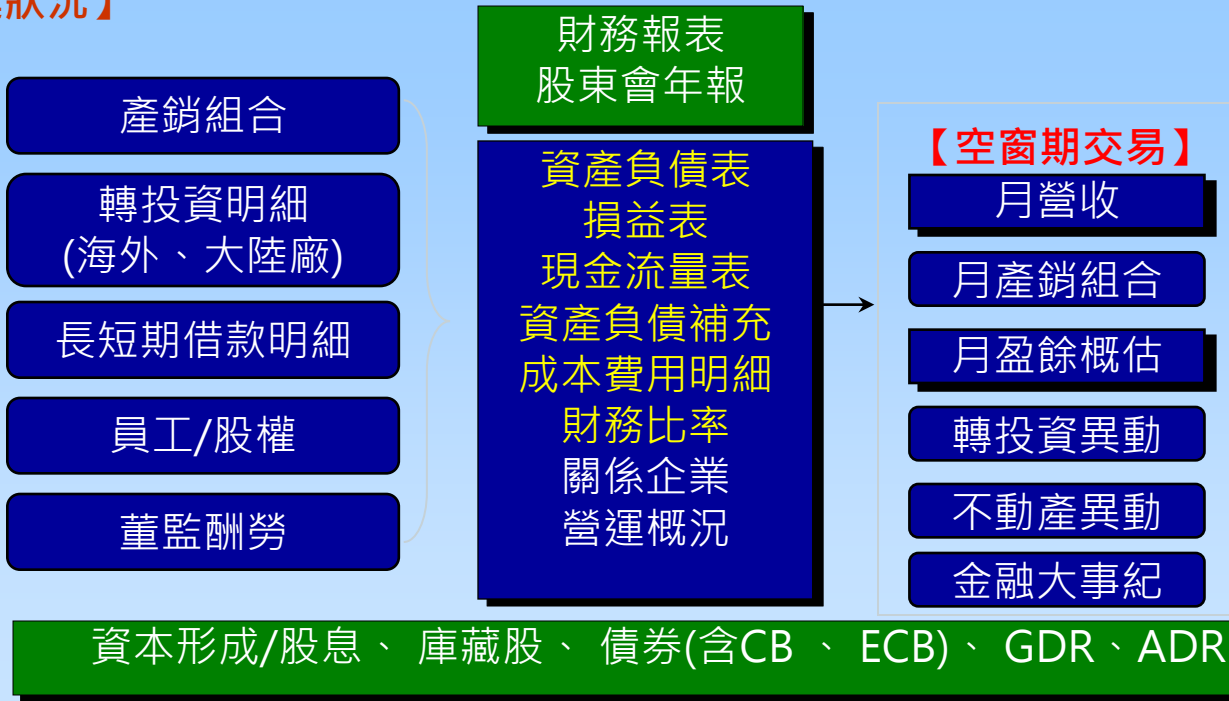 狀況】
產銷組合
轉投資明細
(海外、大陸廠)
長短期借款明細
員工/股權
董監酬勞
財務報表
股東會年報
資產負債表
損益表
現金流量表
資產負債補充
成本費用明細
財務比率
關係企業
營運概況
【空窗期交易】
月營收
月產銷組合
月盈餘概估
轉投資異動
不動產異動
金融大事紀
資本形成/股息、 庫藏股、 債券(含CB 、 ECB)、 GDR、ADR